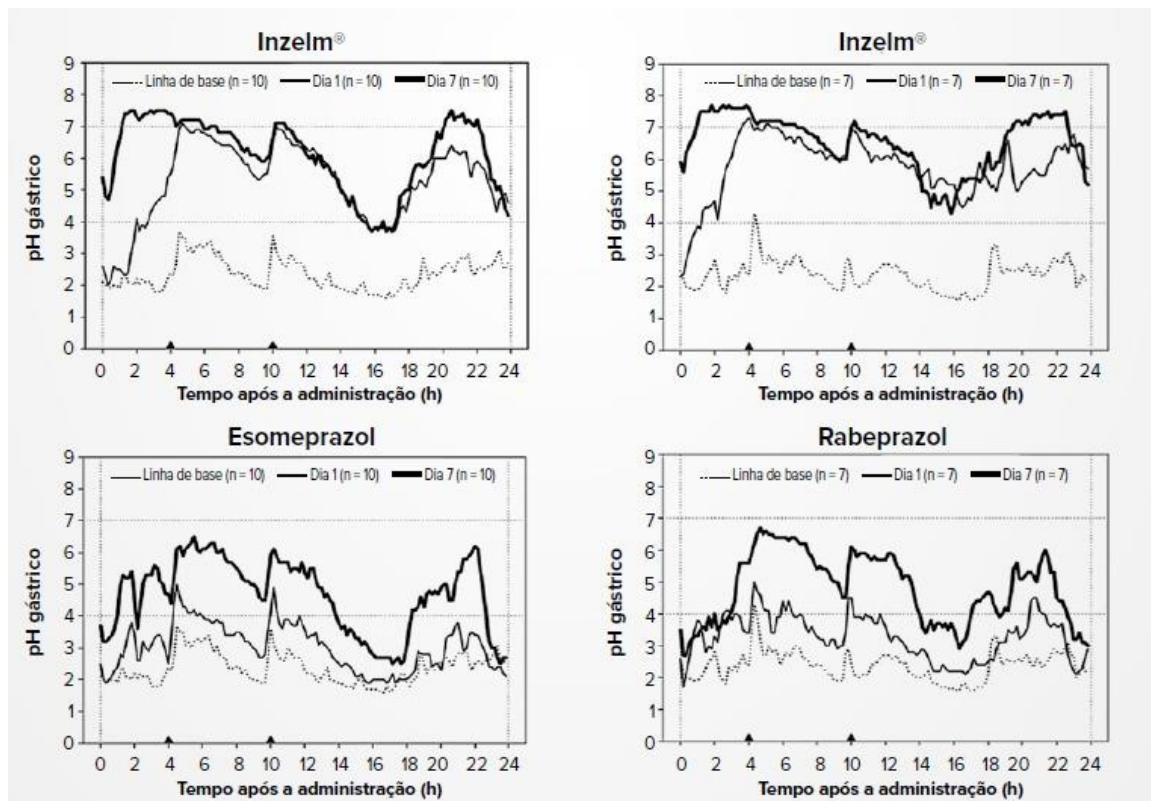 Inzelm®
Linha de base (n = 10) Dia 1 (n = 10) Dia 7 (n = 10)
pH gástrico
9
8
7
6
5
4
3
2
1
0
0 2 4 6 8 10 12 14 16 18 20 22 24
Tempo após a administração (h)
Inzelm®
Linha de base (n = 7) Dia 1 (n = 7) Dia 7 (n = 7)
pH gástrico
9
8
7
6
5
4
3
2
1
0
0 2 4 6 8 10 12 14 16 18 20 22 24
Tempo após a administração (h)
Esomeprazol
Linha de base (n = 10) Dia 1 (n = 10) Dia 7 (n = 10)
pH gástrico
9
8
7
6
5
4
3
2
1
0
0 2 4 6 8 10 12 14 16 18 20 22 24
Tempo após a administração (h)
Rabeprazol
Linha de base (n = 7) Dia 1 (n = 7) Dia 7 (n = 7)
pH gástrico
9
8
7
6
5
4
3
2
1
0
0 2 4 6 8 10 12 14 16 18 20 22 24
Tempo após a administração (h)